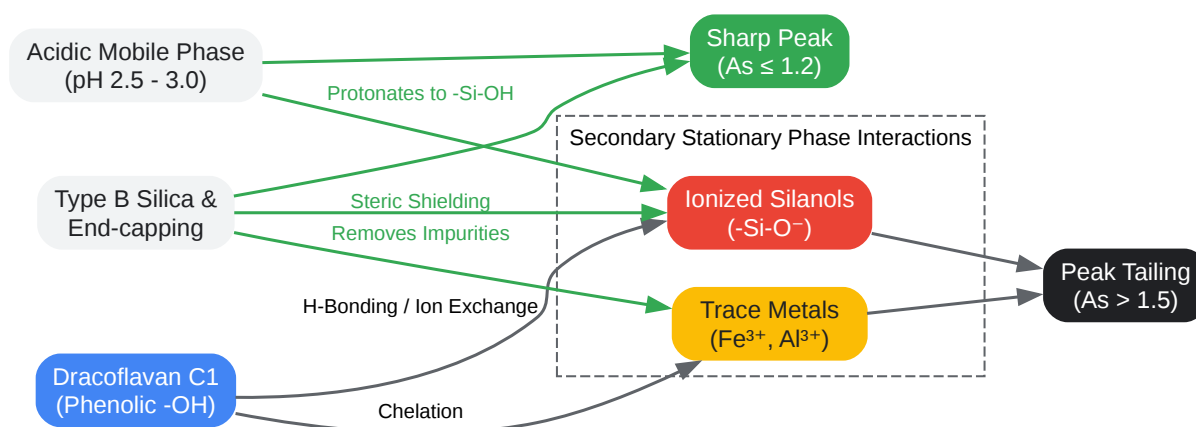 Acidic Mobile Phase
(pH 2.5 - 3.0)
Sharp Peak
(As ≤ 1.2)
Protonates to -Si-OH
Secondary Stationary Phase Interactions
Type B Silica &
End-capping
Steric Shielding
Removes Impurities
Ionized Silanols
(-Si-O⁻)
Peak Tailing
(As > 1.5)
H-Bonding / Ion Exchange
Trace Metals
(Fe³⁺, Al³⁺)
Dracoflavan C1
(Phenolic -OH)
Chelation